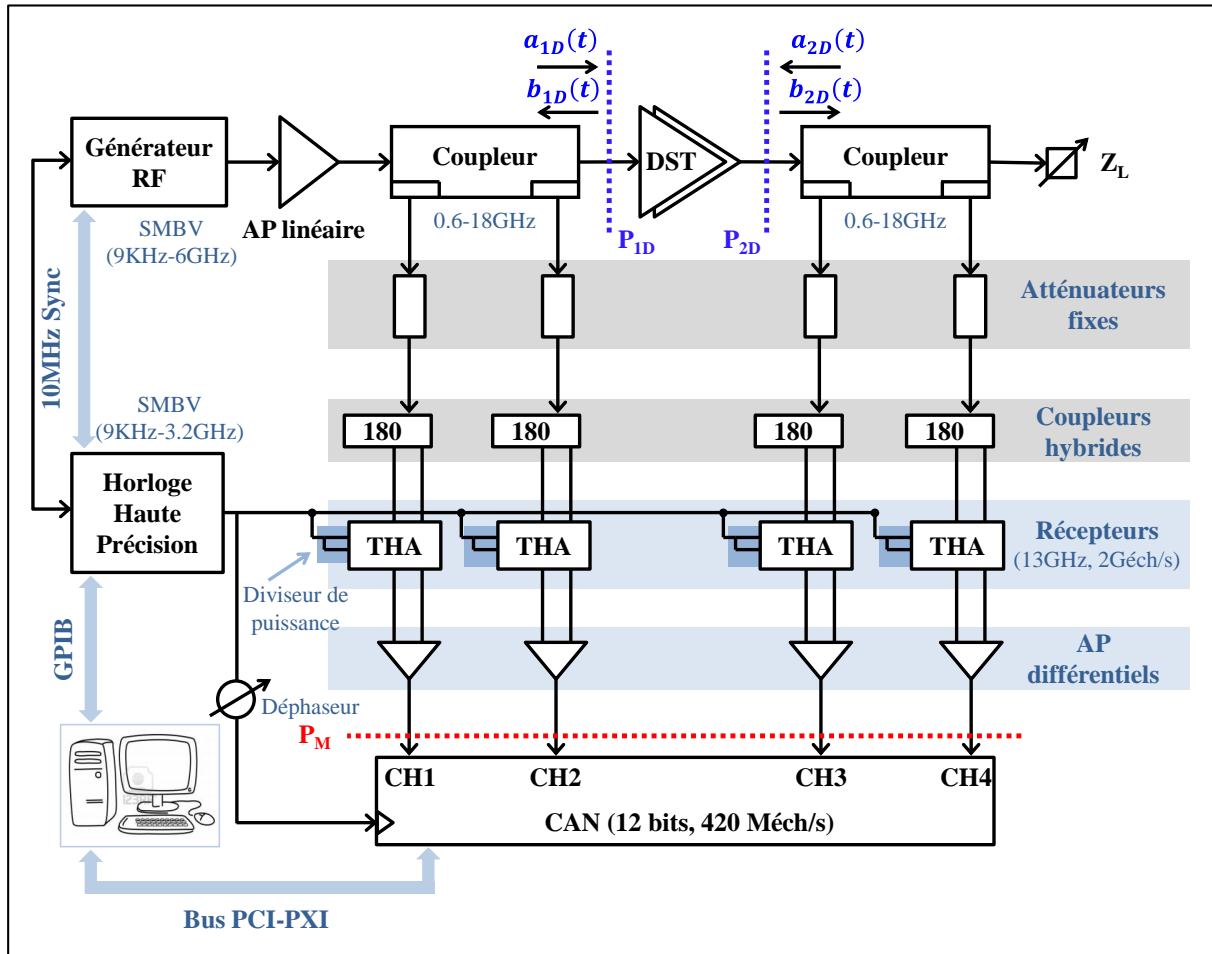 a1D(t)
a2D(t)
b1D(t)
b2D(t)
Générateur
RF
Coupleur
DST
Coupleur
ZL
SMBV
(9KHz-6GHz)
AP linéaire
0.6-18GHz
P1D
P2D
0.6-18GHz
10MHz Sync
Atténuateurs
fixes
SMBV
(9KHz-3.2GHz)
180
180
180
180
Coupleurs
hybrides
Horloge
Haute
Précision
THA
THA
THA
THA
Récepteurs
(13GHz, 2Géch/s)
Diviseur de
puissance
GPIB
AP
différentiels
Déphaseur
PM
CH1
CH2
CH3
CH4
CAN (12 bits, 420 Méch/s)
Bus PCI-PXI